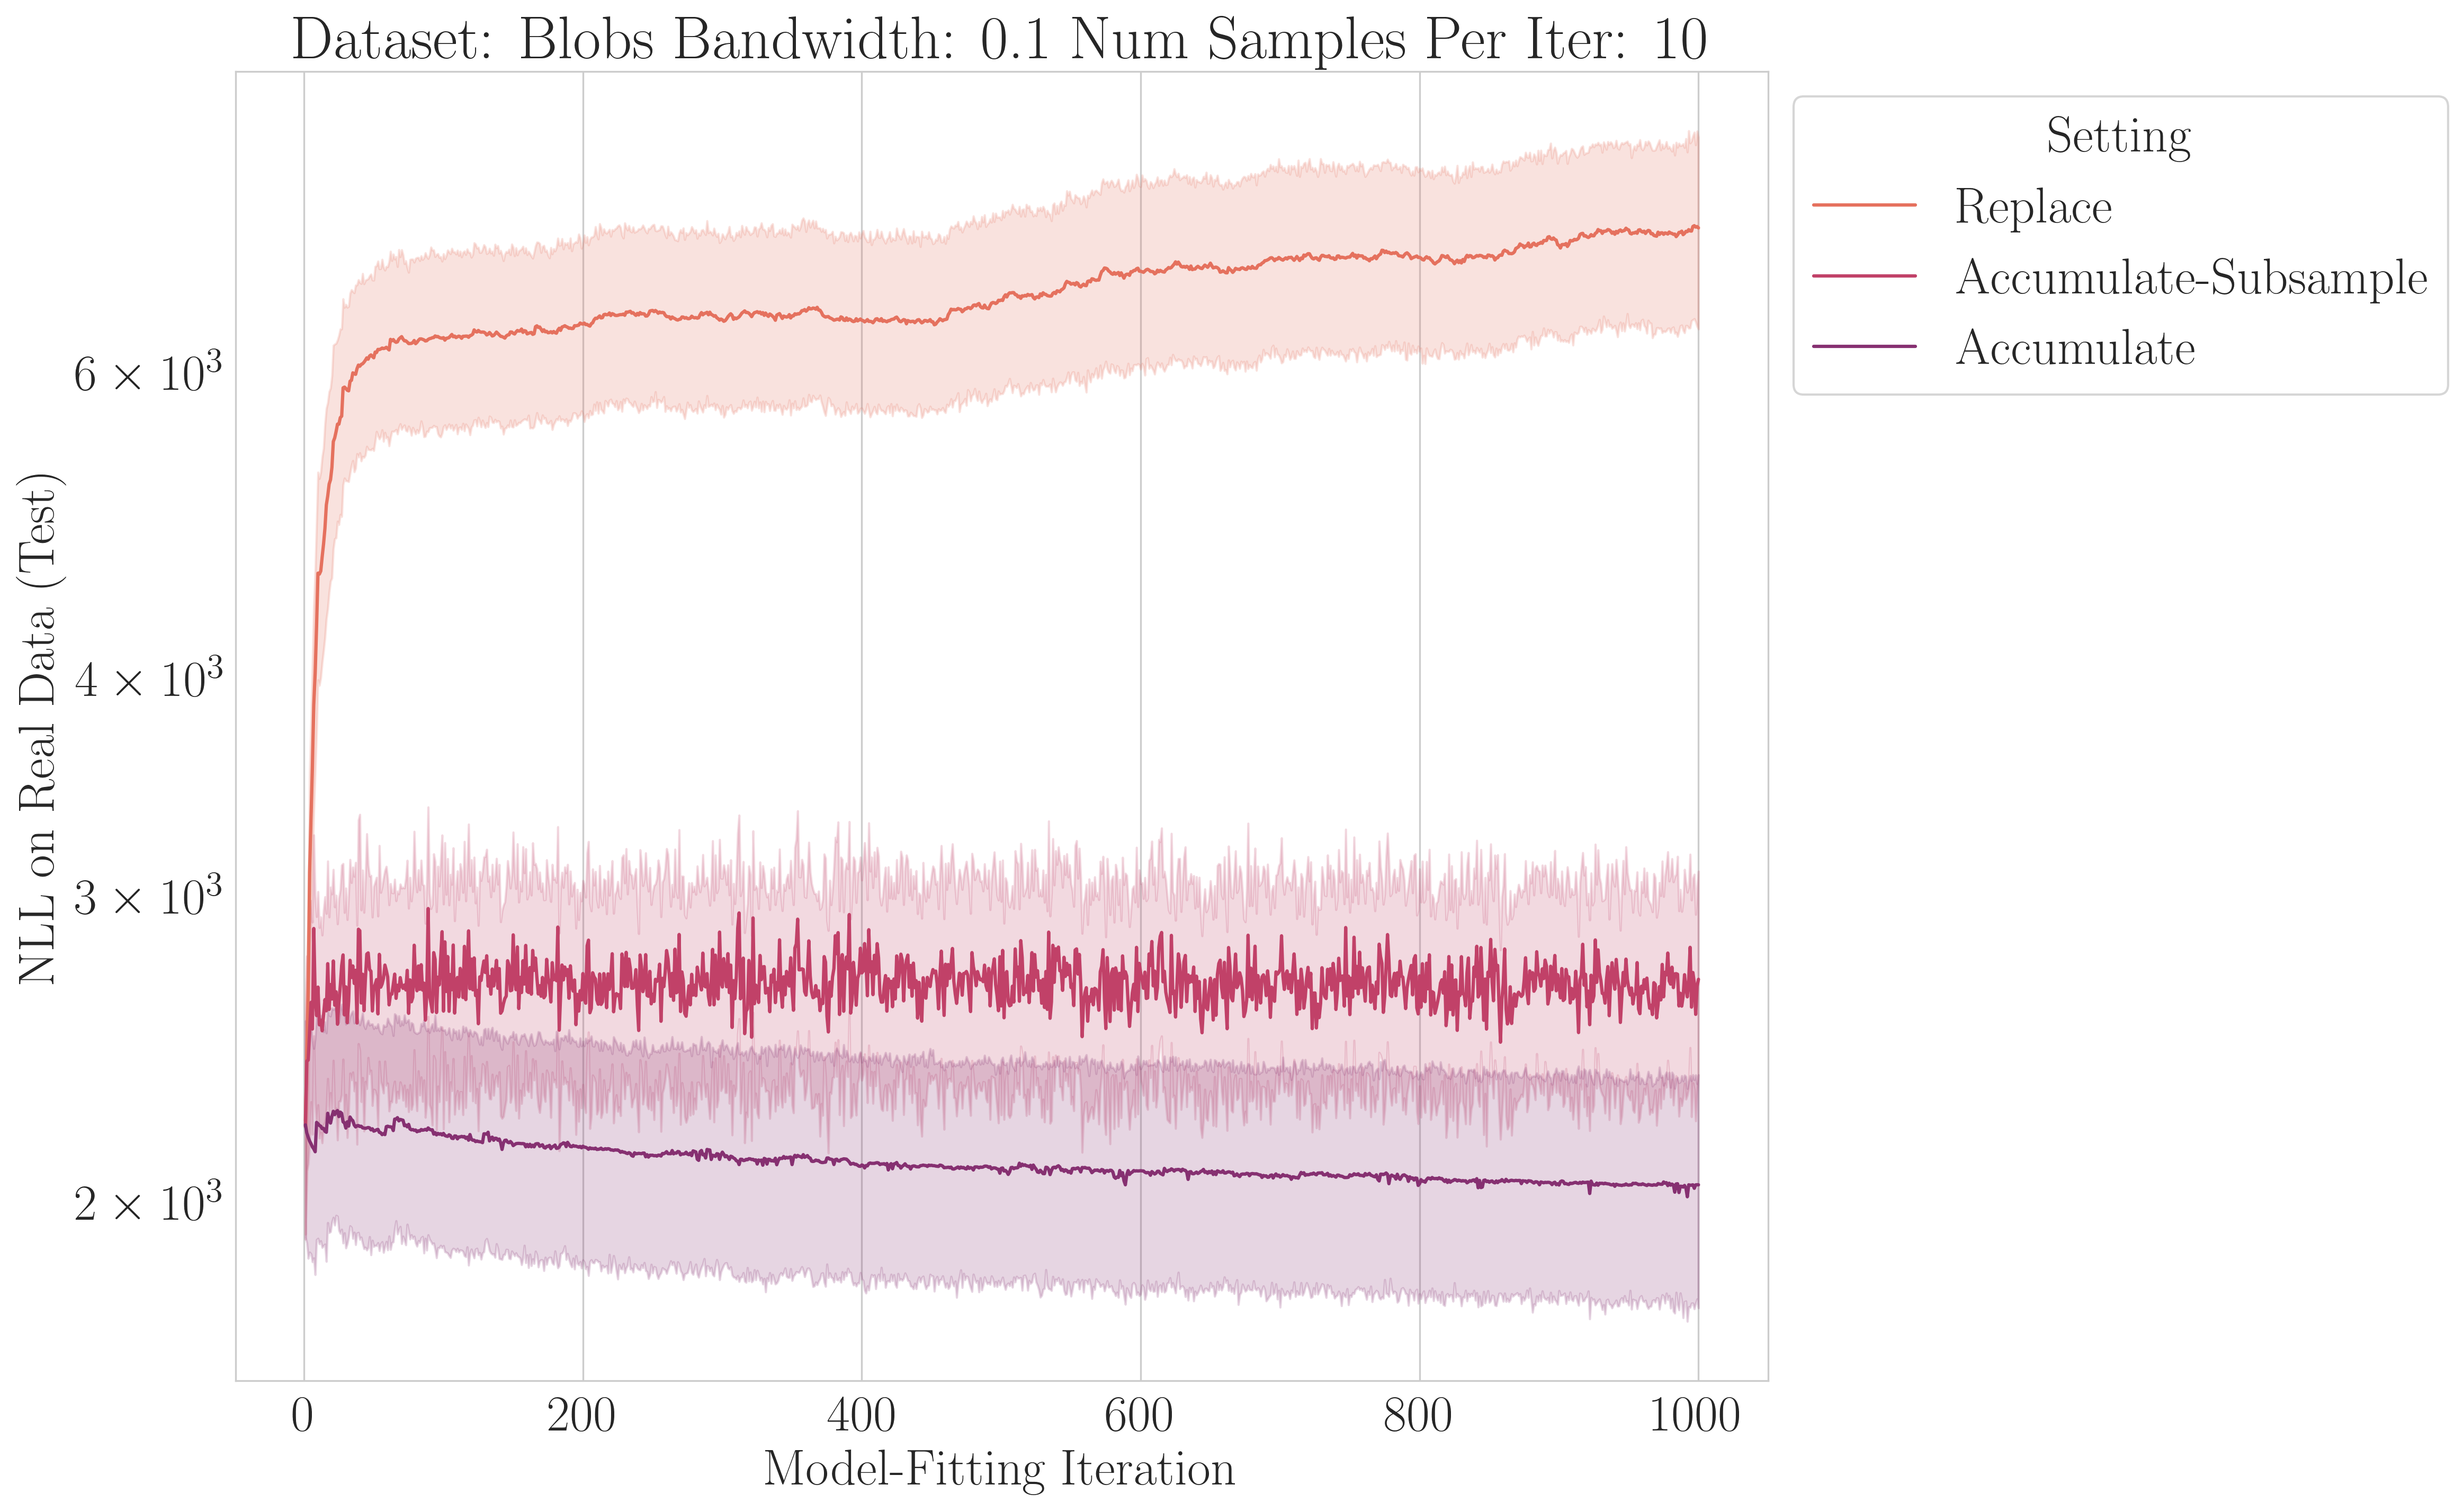 Dataset: Blobs Bandwidth: 0.1 Num Samples Per Iter: 10
Setting
Replace
Accumulate-Subsample
Accumulate
NLL on Real Data (Test)
6 × 10³
4 × 10³
3 × 10³
2 × 10³
0 200 400 600 800 1000
Model-Fitting Iteration